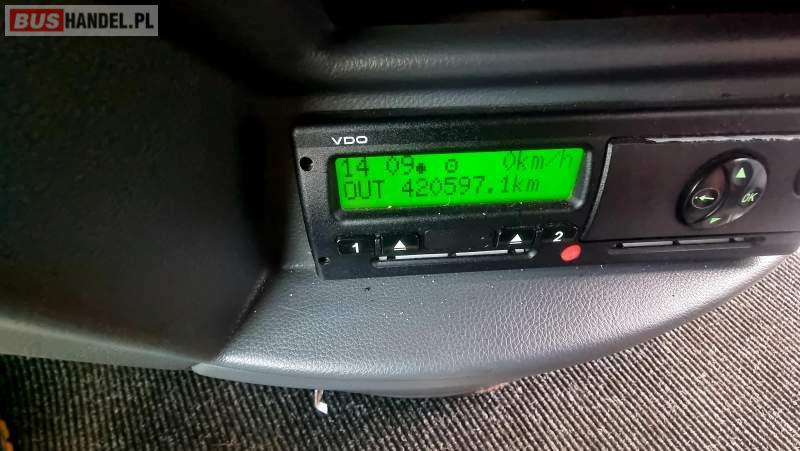 BUSHANDEL.PL
VDO
14 09 0km/h
OUT 420597.1km
1 2
OK